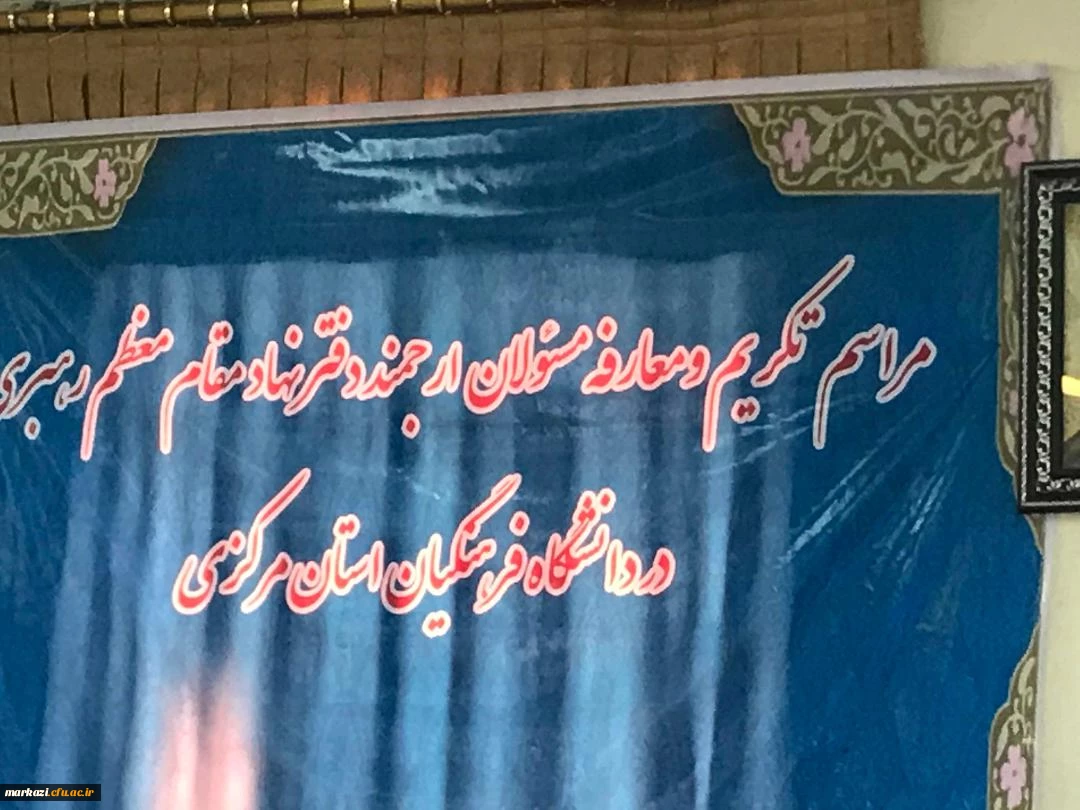 مراسم تکریم و معارفه مسئولان ارجمند دفتر نهاد مقام معظم رهبری
در دانشگاه فرهنگیان استان مرکزی
markazi.cfu.ac.ir